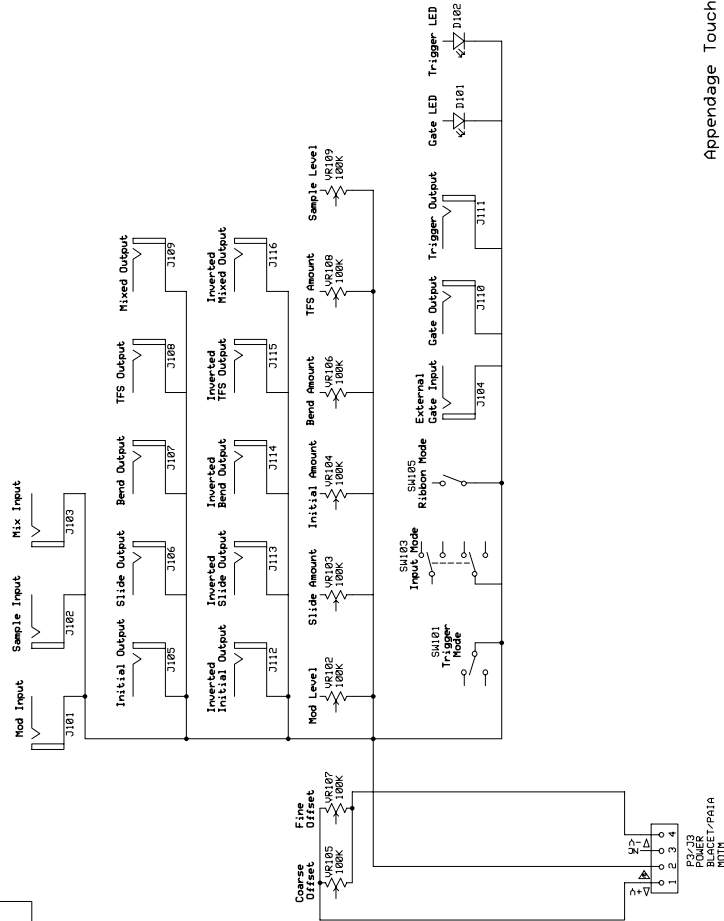 Mod Input
J101
Sample Input
J102
Mix Input
J103
Initial Output
J105
Slide Output
J106
Bend Output
J107
TFS Output
J108
Mixed Output
J109
Inverted
Initial Output
J112
Inverted
Slide Output
J113
Inverted
Bend Output
J114
Inverted
TFS Output
J115
Inverted
Mixed Output
J116
Coarse
Offset
VR105
100K
Fine
Offset
VR107
100K
Mod Level
VR102
100K
Slide Amount
VR103
100K
Initial Amount
VR104
100K
Bend Amount
VR106
100K
TFS Amount
VR108
100K
Sample Level
VR109
100K
SW101
Trigger
Mode
SW103
Input Mode
SW105
Ribbon Mode
External
Gate Input
J104
Gate Output
J110
Trigger Output
J111
Gate LED
D101
Trigger LED
D102
V+
V-
1 2 3 4
P3/J3
POWER
BLACET/PAIA
MOTM
Appendage Touch